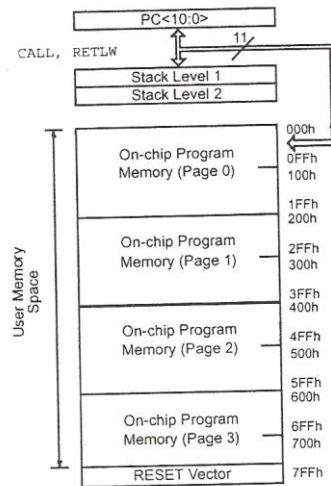 PC<10:0>
11
CALL, RETLW
Stack Level 1
Stack Level 2
000h
On-chip Program
Memory (Page 0)
0FFh
100h
1FFh
200h
On-chip Program
Memory (Page 1)
2FFh
300h
3FFh
400h
On-chip Program
Memory (Page 2)
4FFh
500h
5FFh
600h
On-chip Program
Memory (Page 3)
6FFh
700h
RESET Vector
7FFh
User Memory
Space